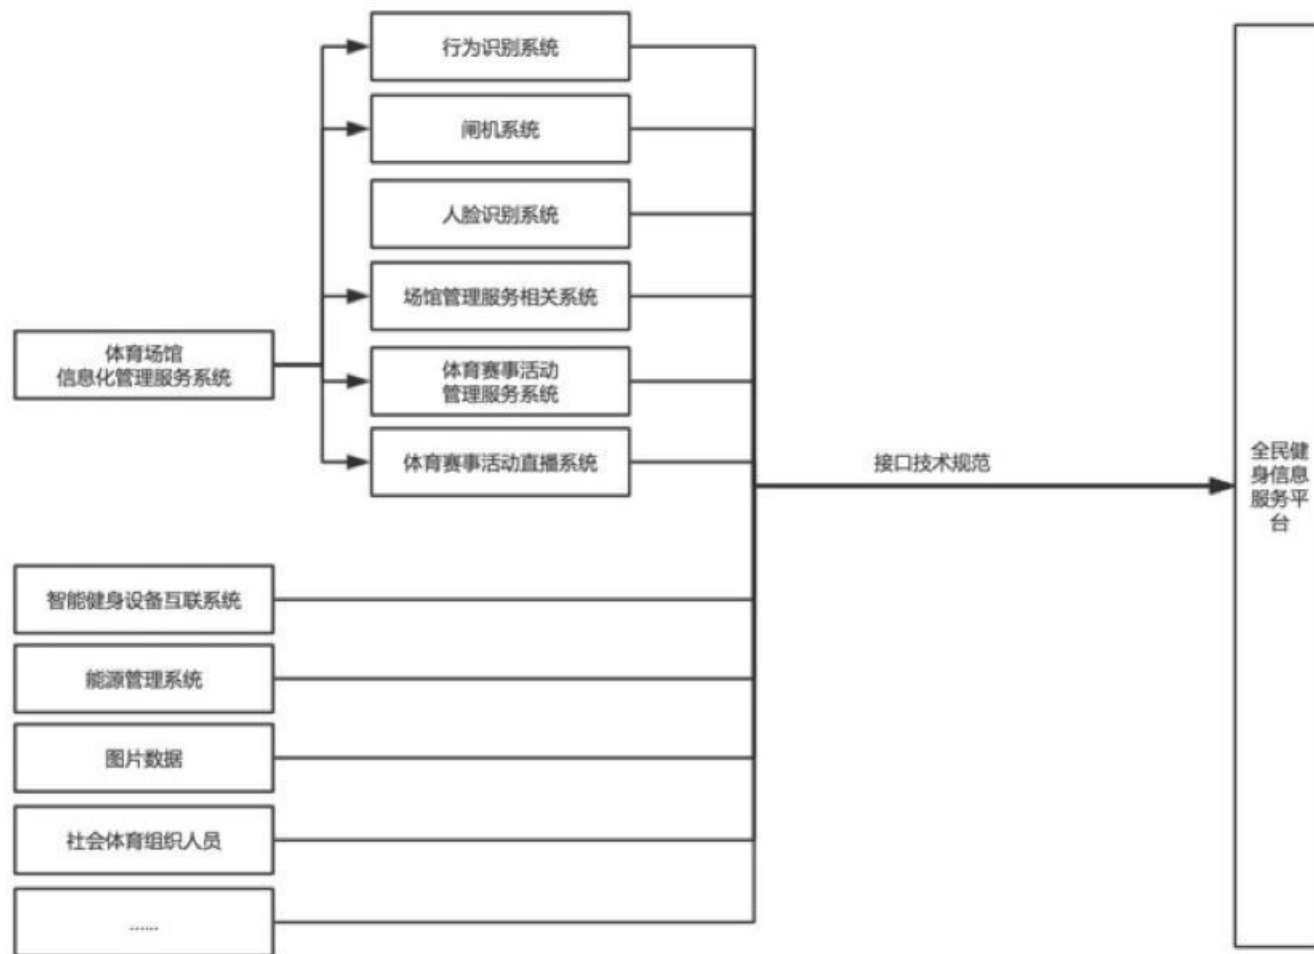 行为识别系统
闸机系统
人脸识别系统
场馆管理服务相关系统
体育场馆
信息化管理服务系统
体育赛事活动
管理服务系统
体育赛事活动直播系统
接口技术规范
全民健
身信息
服务平
台
智能健身设备互联系统
能源管理系统
图片数据
社会体育组织人员
......